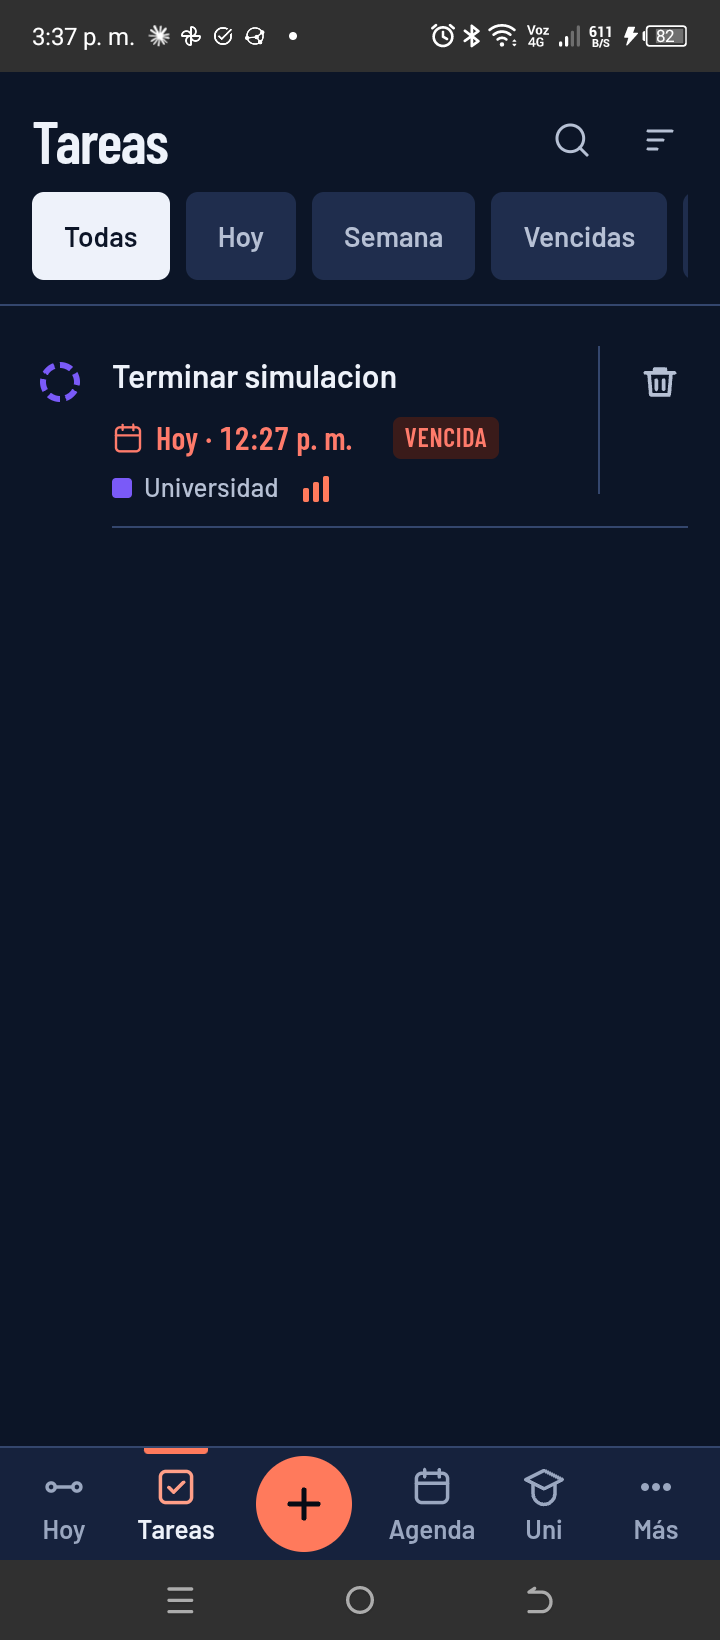 3:37 p. m. Voz 4G 611 B/S 82
Tareas
Todas Hoy Semana Vencidas
Terminar simulacion
Hoy · 12:27 p. m. VENCIDA
Universidad
Hoy Tareas Agenda Uni Más